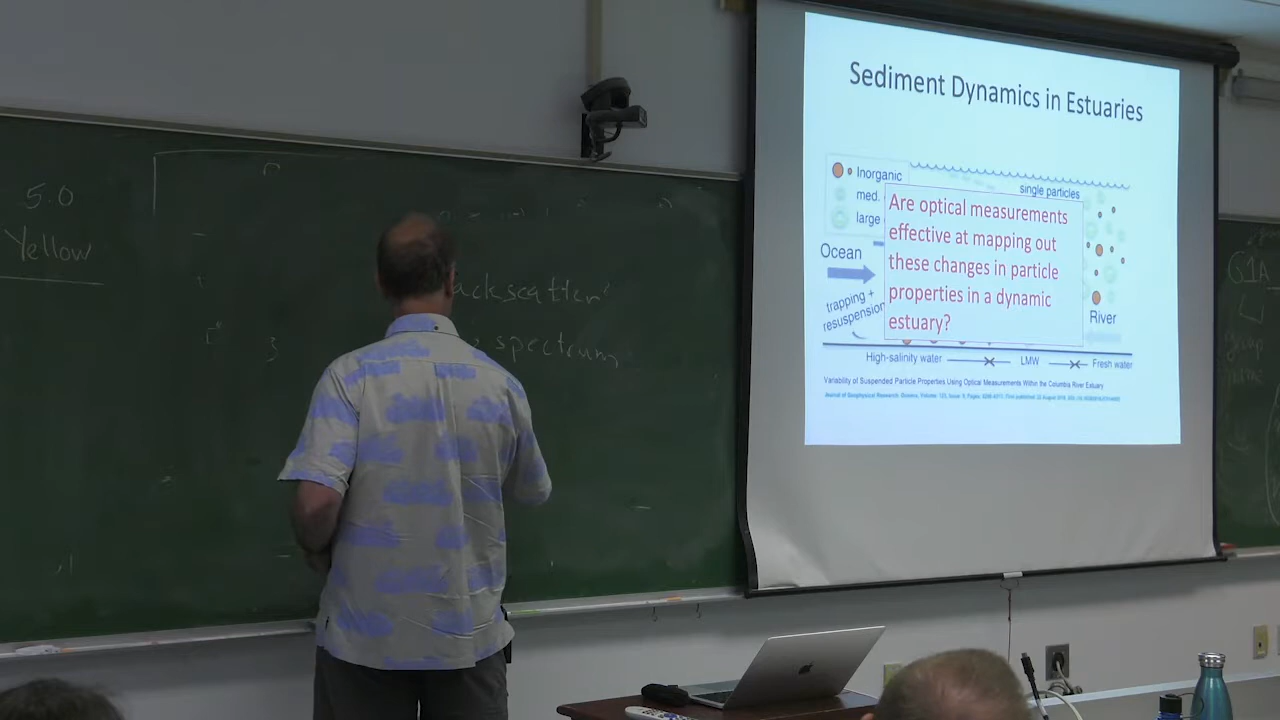 5.0
Yellow
ackscatter
spectrum
Sediment Dynamics in Estuaries
Inorganic
med.
large
single particles
Are optical measurements
effective at mapping out
these changes in particle
properties in a dynamic
estuary?
Ocean
trapping +
resuspension
River
High-salinity water
LMW
Fresh water
Variability of Suspended Particle Properties Using Optical Measurements Within the Columbia River Estuary
G1A